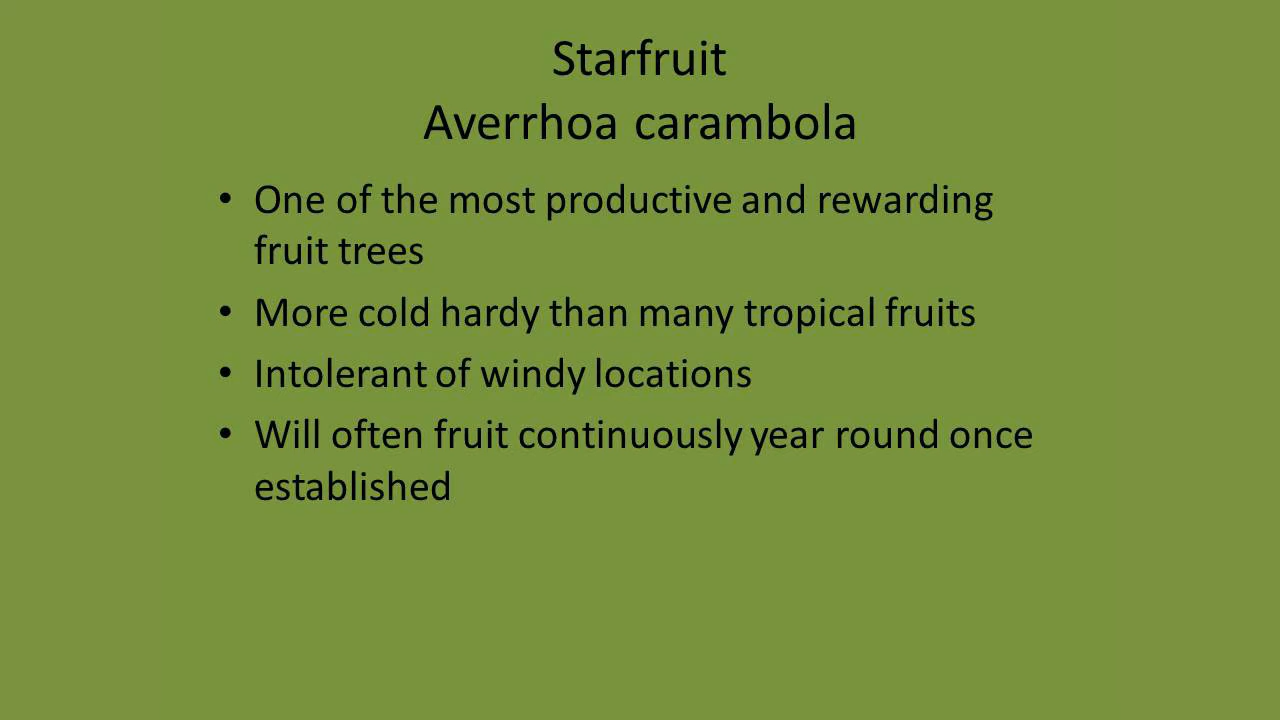 Starfruit
Averrhoa carambola
• One of the most productive and rewarding
fruit trees
• More cold hardy than many tropical fruits
• Intolerant of windy locations
• Will often fruit continuously year round once
established